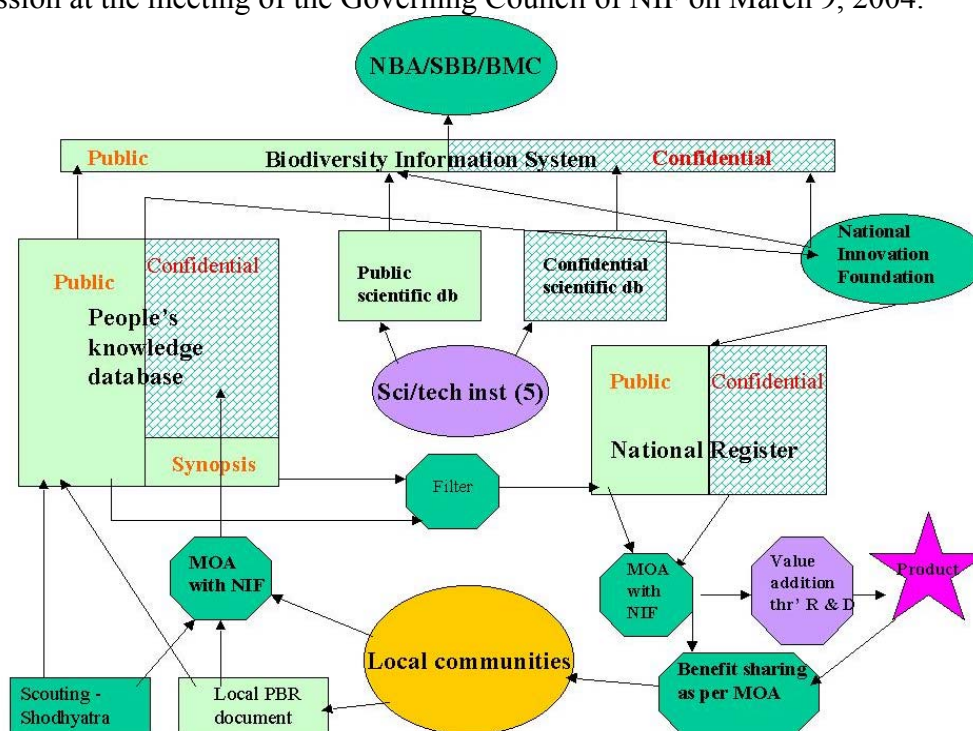 ssion at the meeting of the Governing Council of NIF on March 9, 2004.
NBA/SBB/BMC
Public Biodiversity Information System Confidential
National
Innovation
Foundation
Public
Confidential
People's
knowledge
database
Synopsis
Public
scientific db
Confidential
scientific db
Sci/tech inst (5)
Public Confidential
National Register
Filter
MOA
with NIF
MOA
with
NIF
Value
addition
thr' R & D
Product
Local communities
Benefit sharing
as per MOA
Scouting -
Shodhyatra
Local PBR
document